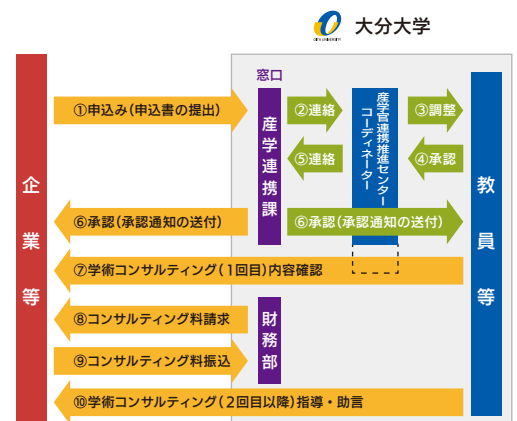 大分大学
OITA UNIVERSITY
窓口
①申込み(申込書の提出)
産学連携課
②連絡
産学官連携推進センター
コーディネーター
③調整
⑤連絡
④承認
企業等
教員等
⑥承認(承認通知の送付)
⑥承認(承認通知の送付)
⑦学術コンサルティング(1回目)内容確認
⑧コンサルティング料請求
財務部
⑨コンサルティング料振込
⑩学術コンサルティング(2回目以降)指導・助言